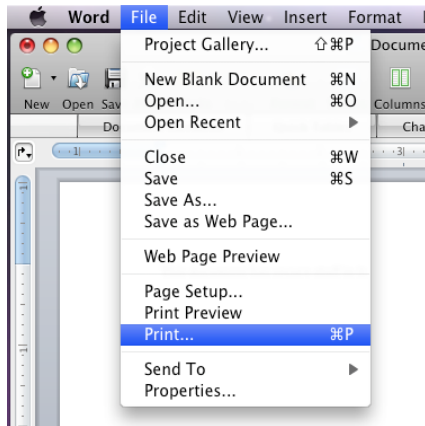 Word File Edit View Insert Format
Project Gallery... ⇧⌘P
New Blank Document ⌘N
Open... ⌘O
Open Recent ▶
Close ⌘W
Save ⌘S
Save As...
Save as Web Page...
Web Page Preview
Page Setup...
Print Preview
Print... ⌘P
Send To ▶
Properties...
Docume
New Open Sav Columns
Do Cha
1 3